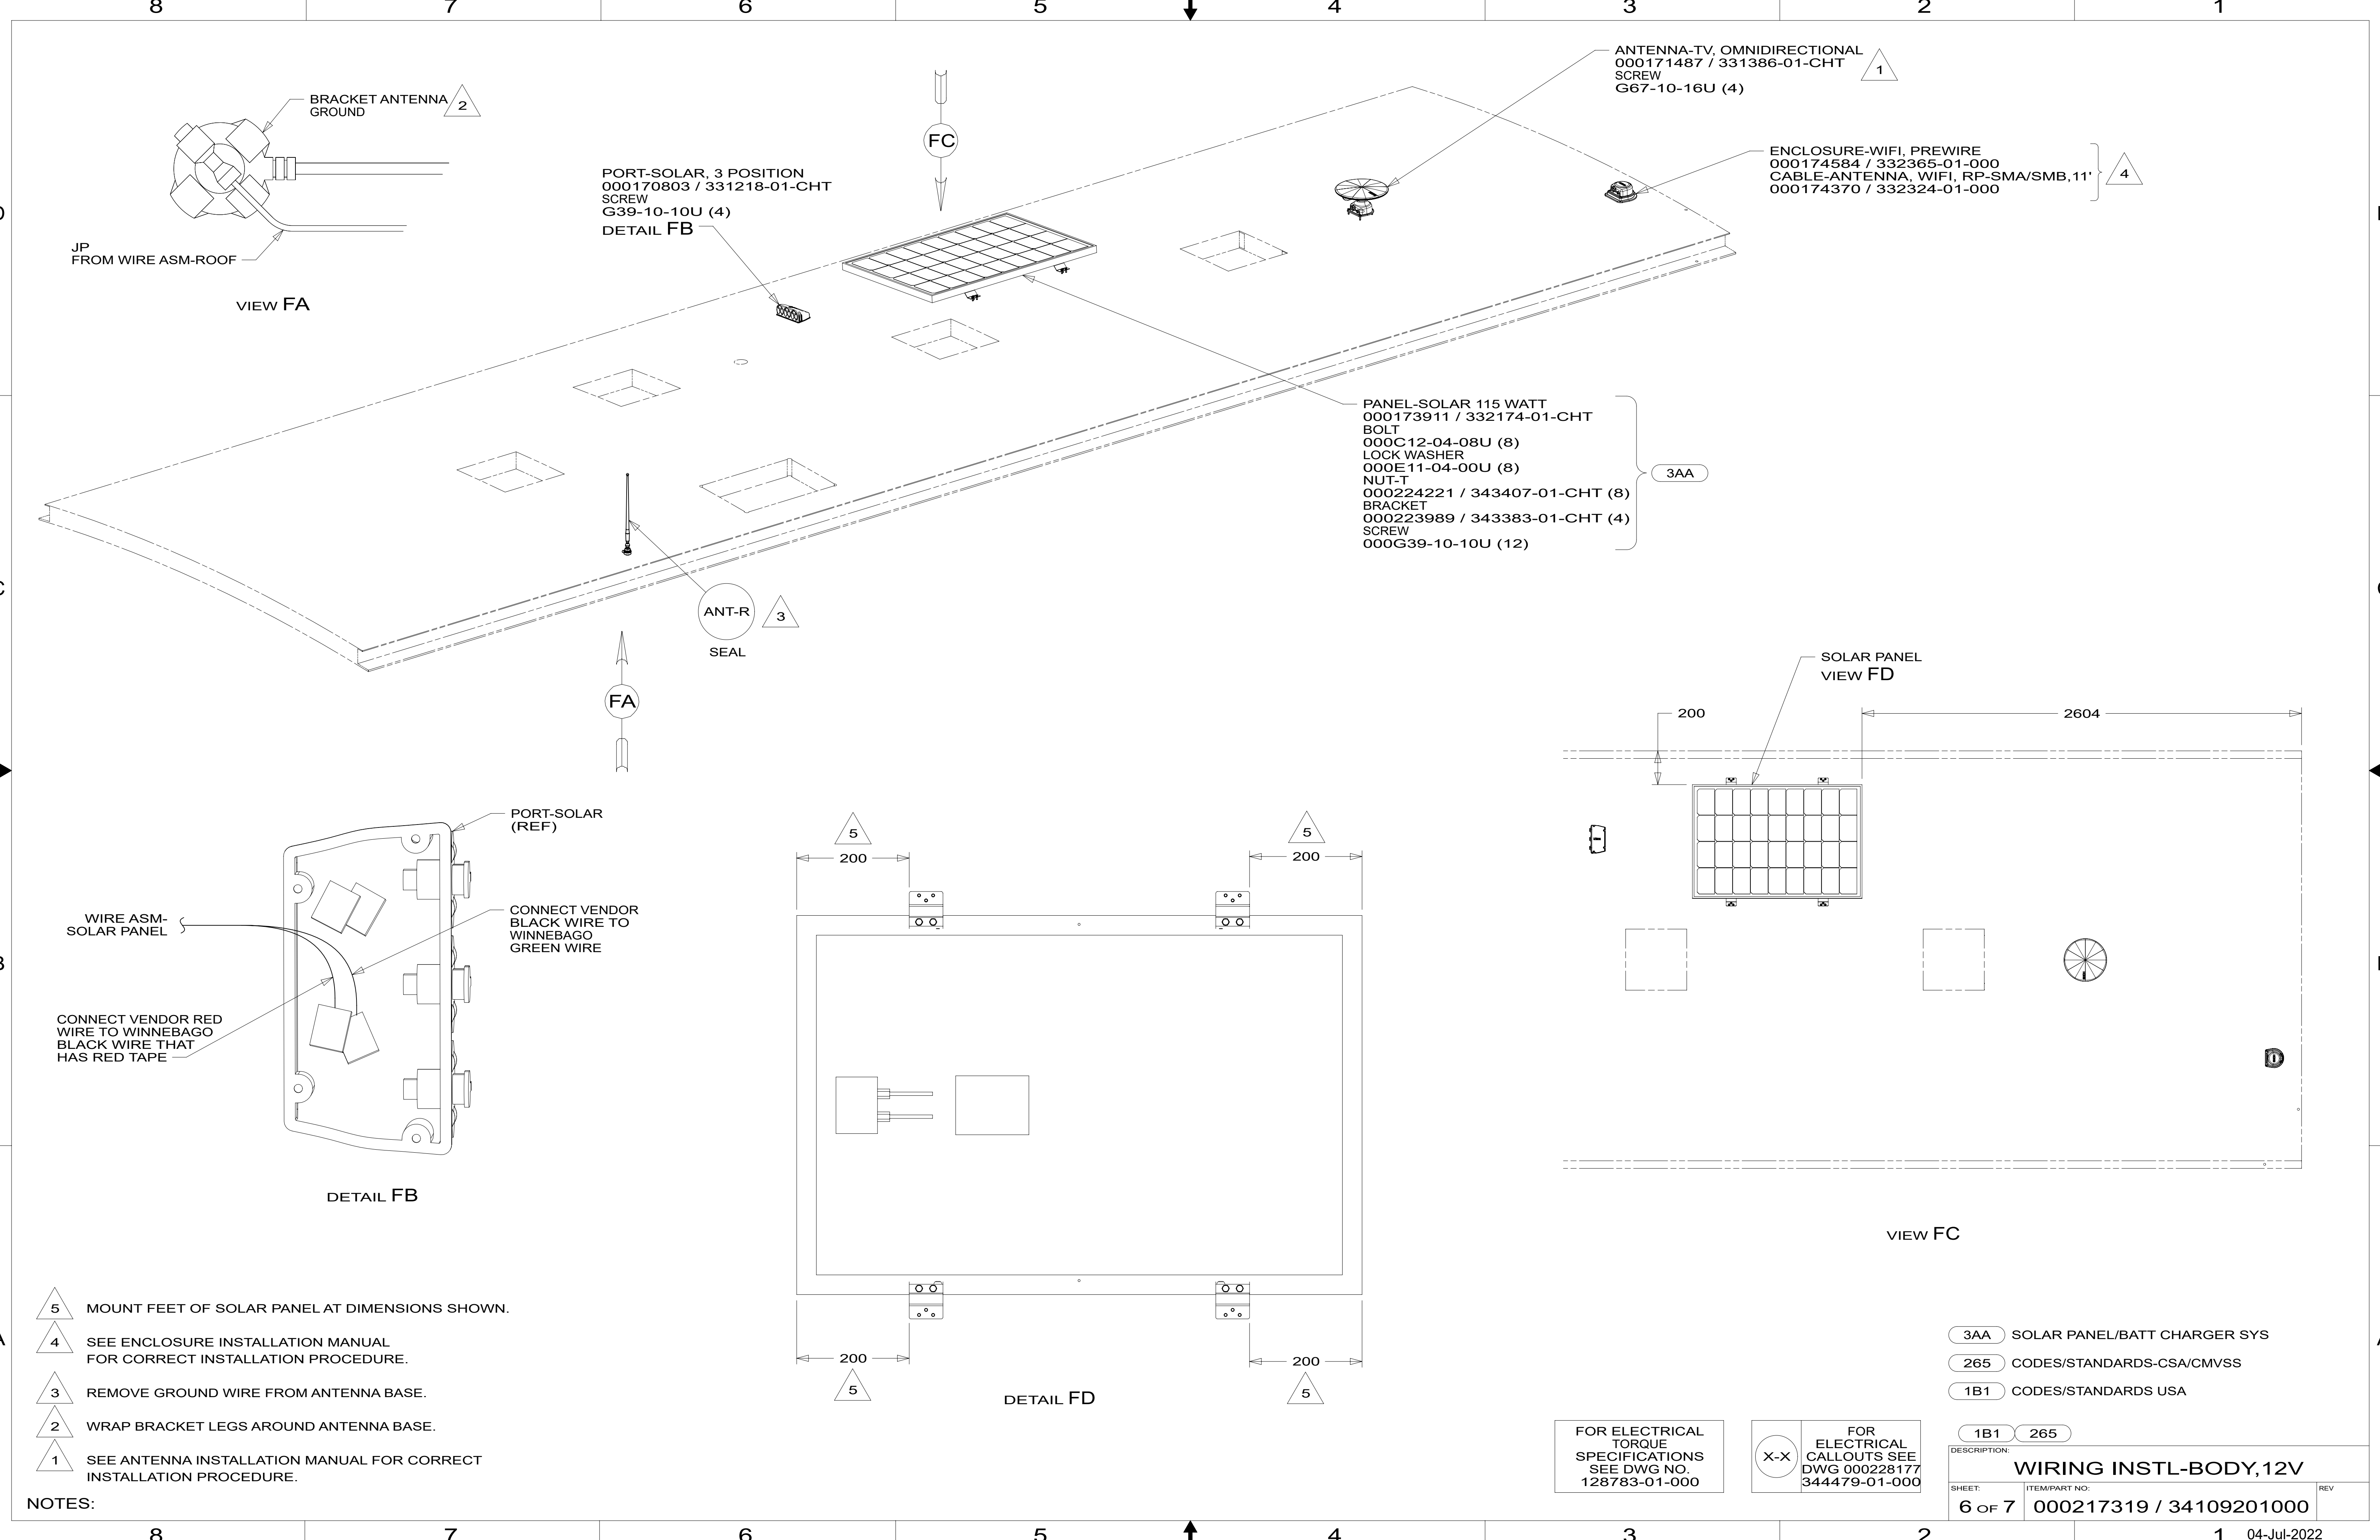 8 7 6 5 4 3 2 1
BRACKET ANTENNA
GROUND
2
JP
FROM WIRE ASM-ROOF
VIEW FA
PORT-SOLAR, 3 POSITION
000170803 / 331218-01-CHT
SCREW
G39-10-10U (4)
DETAIL FB
FC
ANTENNA-TV, OMNIDIRECTIONAL
000171487 / 331386-01-CHT
SCREW
G67-10-16U (4)
1
ENCLOSURE-WIFI, PREWIRE
000174584 / 332365-01-000
CABLE-ANTENNA, WIFI, RP-SMA/SMB,11'
000174370 / 332324-01-000
4
PANEL-SOLAR 115 WATT
000173911 / 332174-01-CHT
BOLT
000C12-04-08U (8)
LOCK WASHER
000E11-04-00U (8)
NUT-T
000224221 / 343407-01-CHT (8)
BRACKET
000223989 / 343383-01-CHT (4)
SCREW
000G39-10-10U (12)
3AA
ANT-R
3
SEAL
FA
SOLAR PANEL
VIEW FD
200
2604
VIEW FC
PORT-SOLAR
(REF)
WIRE ASM-
SOLAR PANEL
CONNECT VENDOR
BLACK WIRE TO
WINNEBAGO
GREEN WIRE
CONNECT VENDOR RED
WIRE TO WINNEBAGO
BLACK WIRE THAT
HAS RED TAPE
DETAIL FB
5
200
5
200
200
5
200
5
DETAIL FD
5 MOUNT FEET OF SOLAR PANEL AT DIMENSIONS SHOWN.
4 SEE ENCLOSURE INSTALLATION MANUAL
FOR CORRECT INSTALLATION PROCEDURE.
3 REMOVE GROUND WIRE FROM ANTENNA BASE.
2 WRAP BRACKET LEGS AROUND ANTENNA BASE.
1 SEE ANTENNA INSTALLATION MANUAL FOR CORRECT
INSTALLATION PROCEDURE.
NOTES:
FOR ELECTRICAL
TORQUE
SPECIFICATIONS
SEE DWG NO.
128783-01-000
X-X
FOR
ELECTRICAL
CALLOUTS SEE
DWG 000228177
344479-01-000
3AA SOLAR PANEL/BATT CHARGER SYS
265 CODES/STANDARDS-CSA/CMVSS
1B1 CODES/STANDARDS USA
1B1 265
DESCRIPTION:
WIRING INSTL-BODY,12V
SHEET:
6 OF 7
ITEM/PART NO:
000217319 / 34109201000
REV
8 7 6 5 4 3 2 1
04-Jul-2022